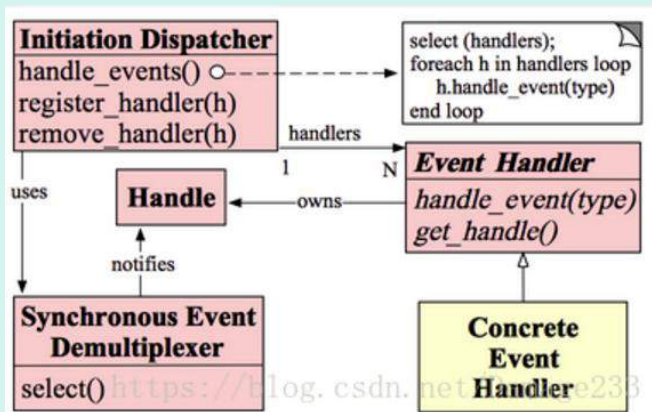 Initiation Dispatcher
handle_events()
register_handler(h)
remove_handler(h)
select (handlers);
foreach h in handlers loop
h.handle_event(type)
end loop
handlers
1
N
uses
Handle
owns
Event Handler
handle_event(type)
get_handle()
notifies
Synchronous Event
Demultiplexer
select()
Concrete
Event
Handler
https://blog.csdn.net/